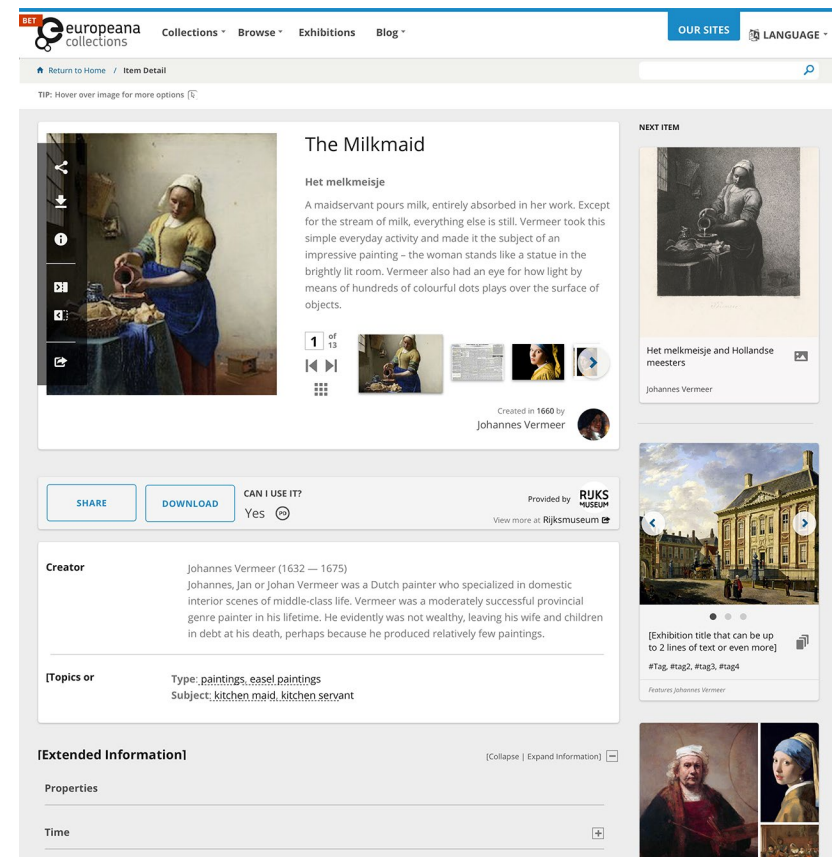 BET
europeana
collections
Collections
Browse
Exhibitions
Blog
OUR SITES
LANGUAGE
Return to Home / Item Detail
TIP: Hover over image for more options
The Milkmaid
Het melkmeisje
A maidservant pours milk, entirely absorbed in her work. Except
for the stream of milk, everything else is still. Vermeer took this
simple everyday activity and made it the subject of an
impressive painting – the woman stands like a statue in the
brightly lit room. Vermeer also had an eye for how light by
means of hundreds of colourful dots plays over the surface of
objects.
1 of
13
Created in 1660 by
Johannes Vermeer
SHARE
DOWNLOAD
CAN I USE IT?
Yes PD
Provided by
RIJKS
MUSEUM
View more at Rijksmuseum
Creator
Johannes Vermeer (1632 — 1675)
Johannes, Jan or Johan Vermeer was a Dutch painter who specialized in domestic
interior scenes of middle-class life. Vermeer was a moderately successful provincial
genre painter in his lifetime. He evidently was not wealthy, leaving his wife and children
in debt at his death, perhaps because he produced relatively few paintings.
[Topics or
Type: paintings, easel paintings
Subject: kitchen maid, kitchen servant
[Extended Information]
[Collapse | Expand Information]
Properties
Time
NEXT ITEM
Het melkmeisje and Hollandse
meesters
Johannes Vermeer
[Exhibition title that can be up
to 2 lines of text or even more]
#Tag, #tag2, #tag3, #tag4
Features Johannes Vermeer